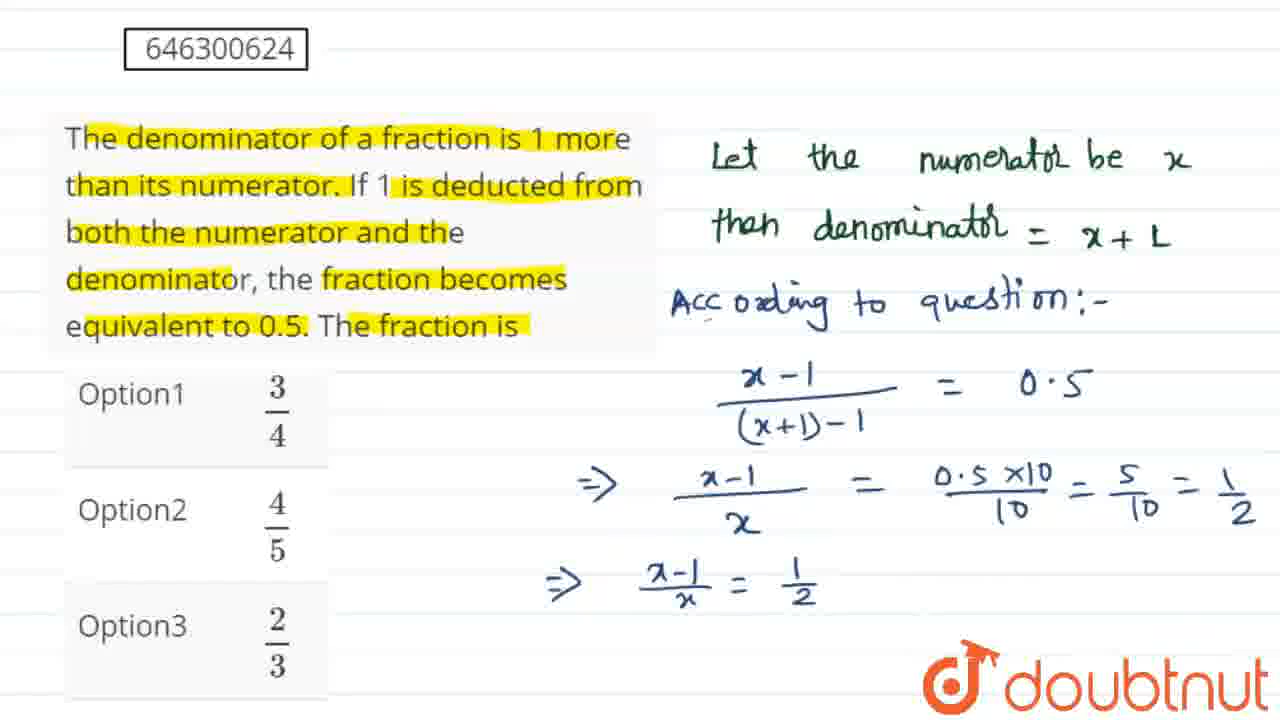 646300624
The denominator of a fraction is 1 more
than its numerator. If 1 is deducted from
both the numerator and the
denominator, the fraction becomes
equivalent to 0.5. The fraction is
Option1 3/4
Option2 4/5
Option3 2/3
Let the numerator be x
then denominator = x + 1
According to question:-
x - 1 / (x+1) - 1 = 0.5
=> x-1 / x = 0.5 × 10 / 10 = 5/10 = 1/2
=> x-1 / x = 1/2
doubtnut